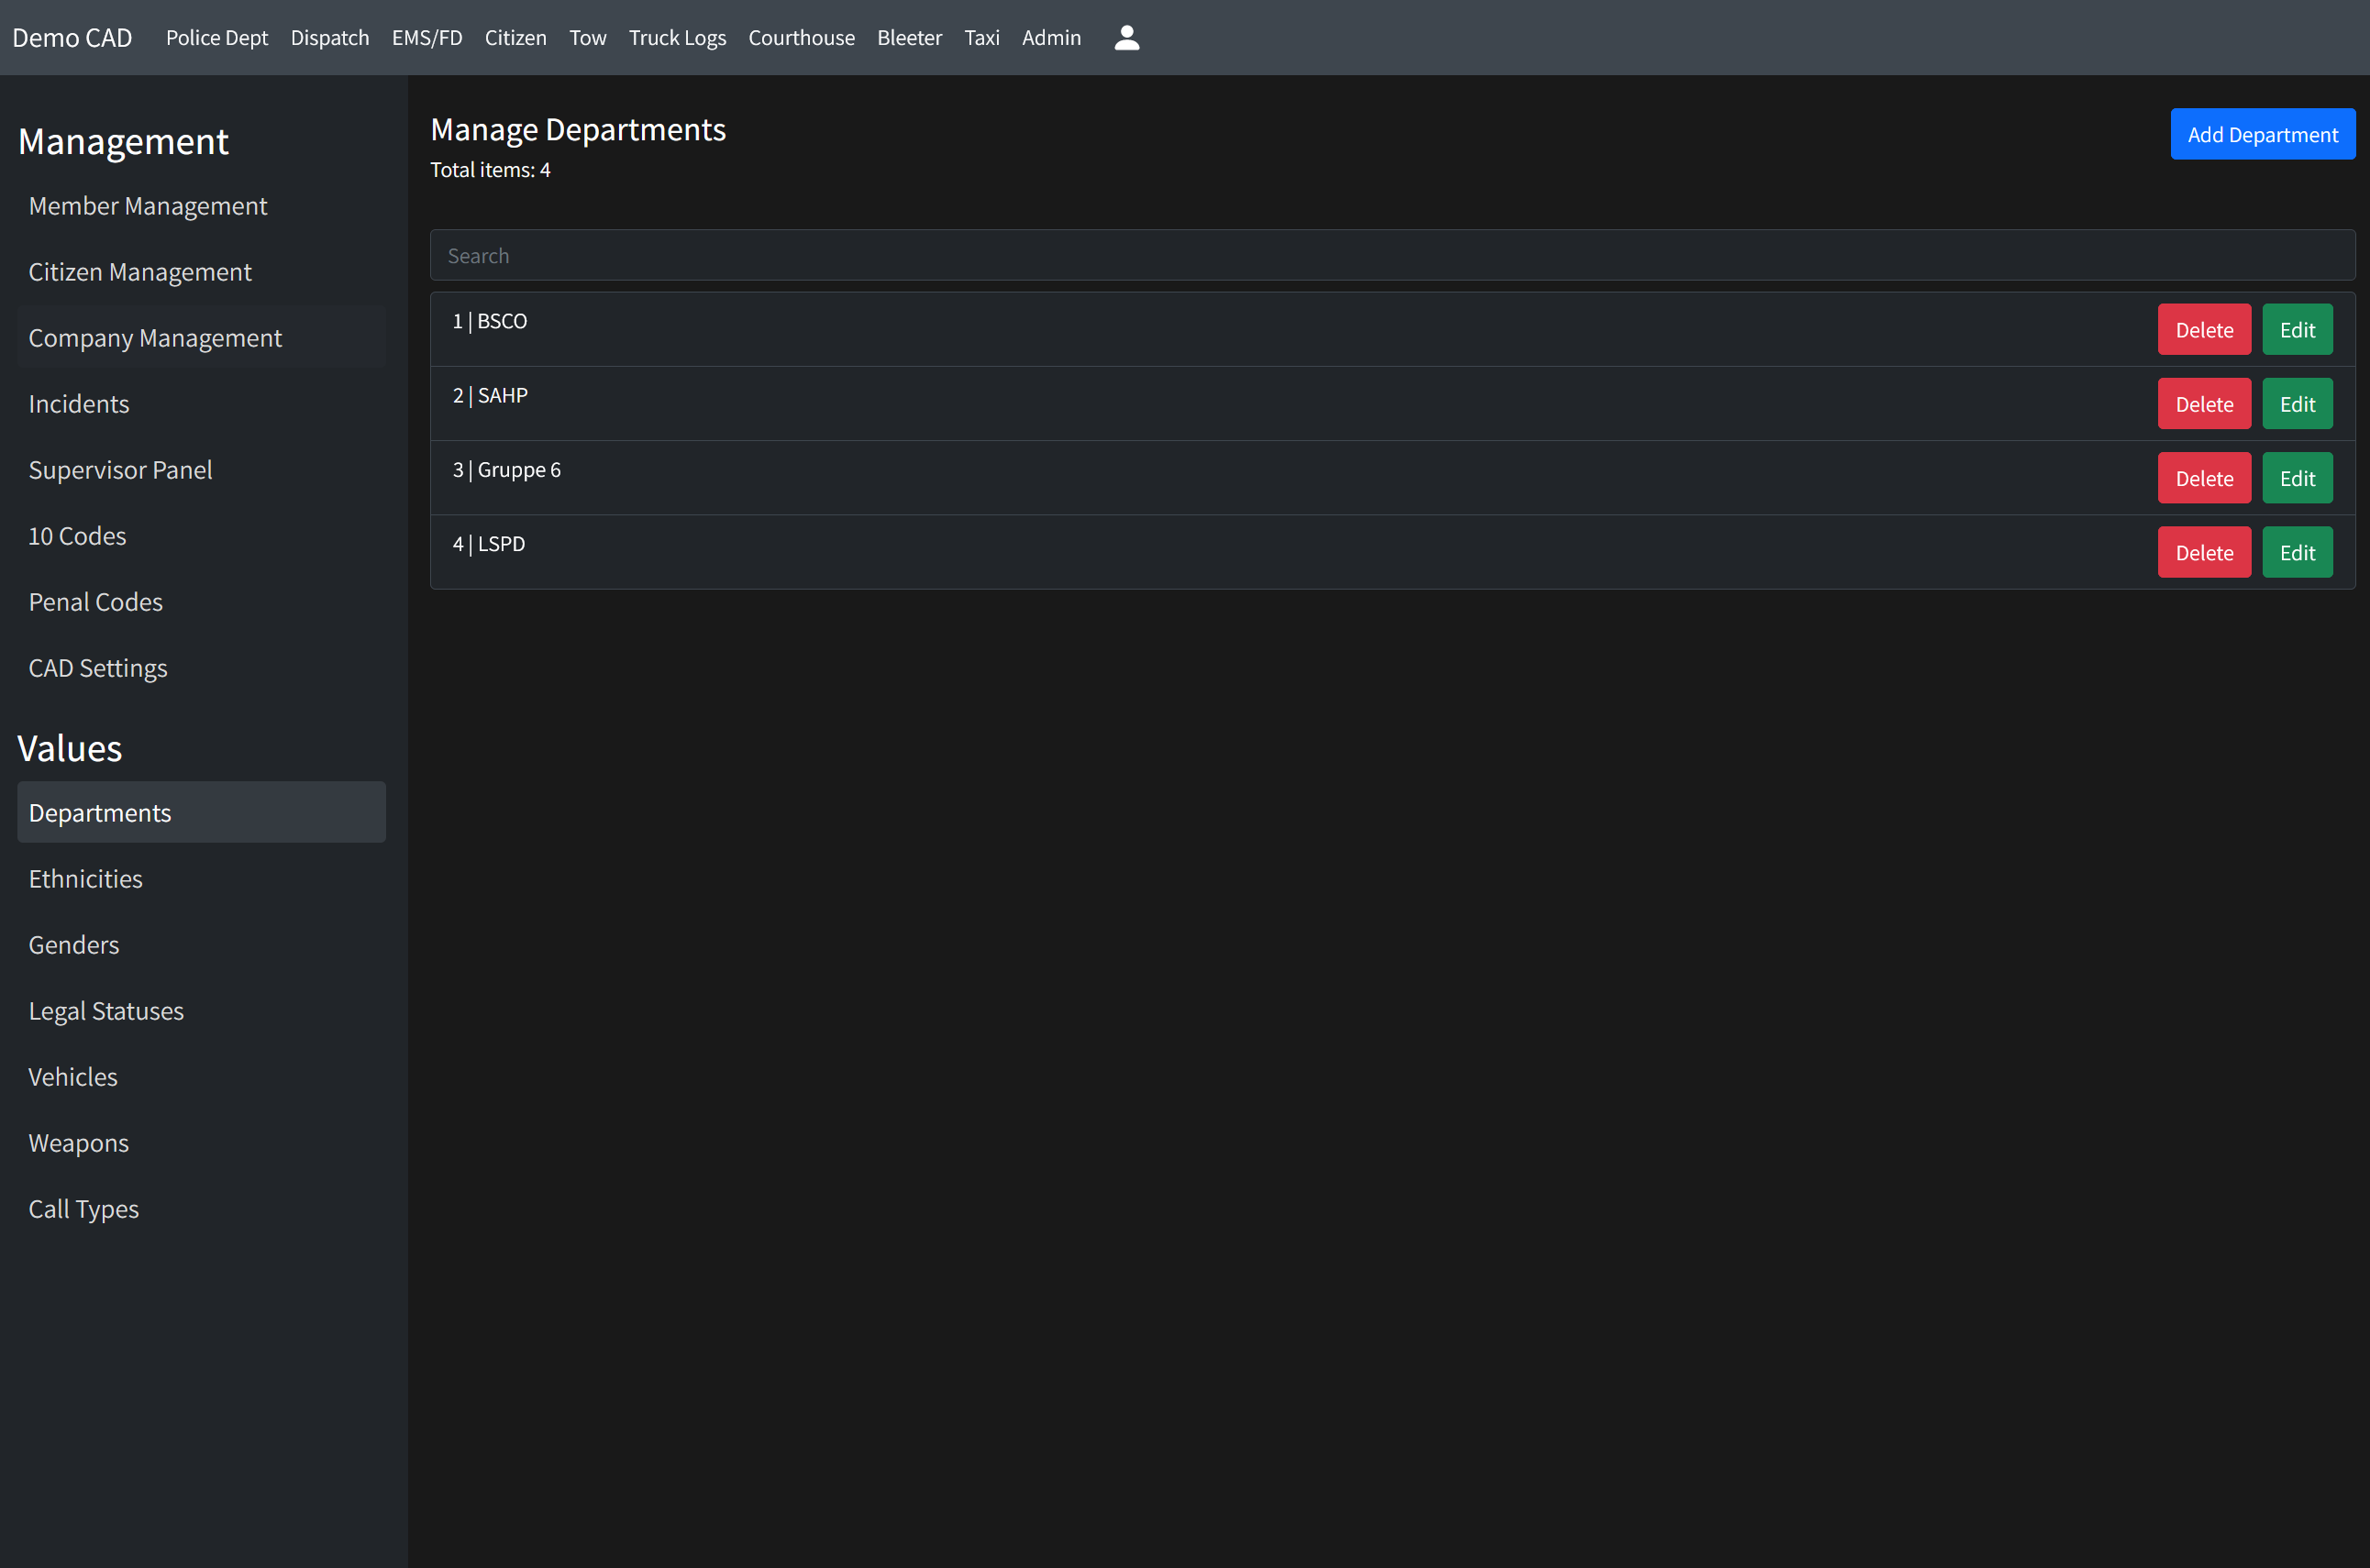 Demo CAD Police Dept Dispatch EMS/FD Citizen Tow Truck Logs Courthouse Bleeter Taxi Admin
Management
Member Management
Citizen Management
Company Management
Incidents
Supervisor Panel
10 Codes
Penal Codes
CAD Settings
Values
Departments
Ethnicities
Genders
Legal Statuses
Vehicles
Weapons
Call Types
Manage Departments
Add Department
Total items: 4
Search
1 | BSCO Delete Edit
2 | SAHP Delete Edit
3 | Gruppe 6 Delete Edit
4 | LSPD Delete Edit